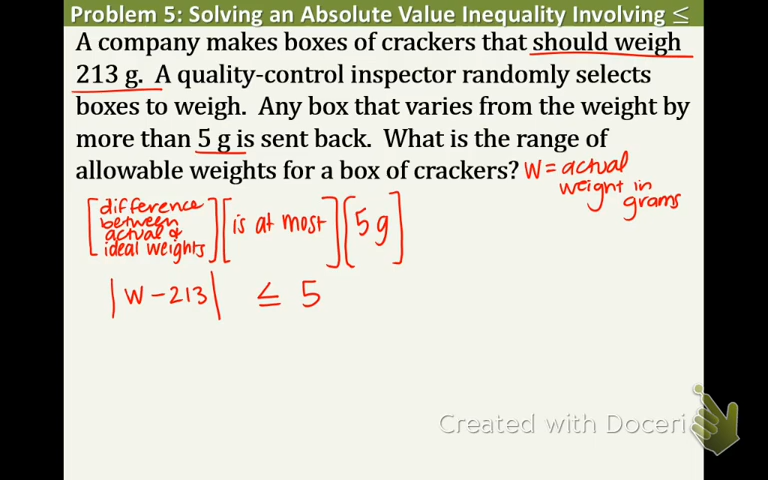 Problem 5: Solving an Absolute Value Inequality Involving ≤
A company makes boxes of crackers that should weigh
213 g. A quality-control inspector randomly selects
boxes to weigh. Any box that varies from the weight by
more than 5 g is sent back. What is the range of
allowable weights for a box of crackers? W = actual
weight in
grams
[difference
between
actual &
ideal weights] [is at most] [5g]
|W - 213| ≤ 5
Created with Doceri